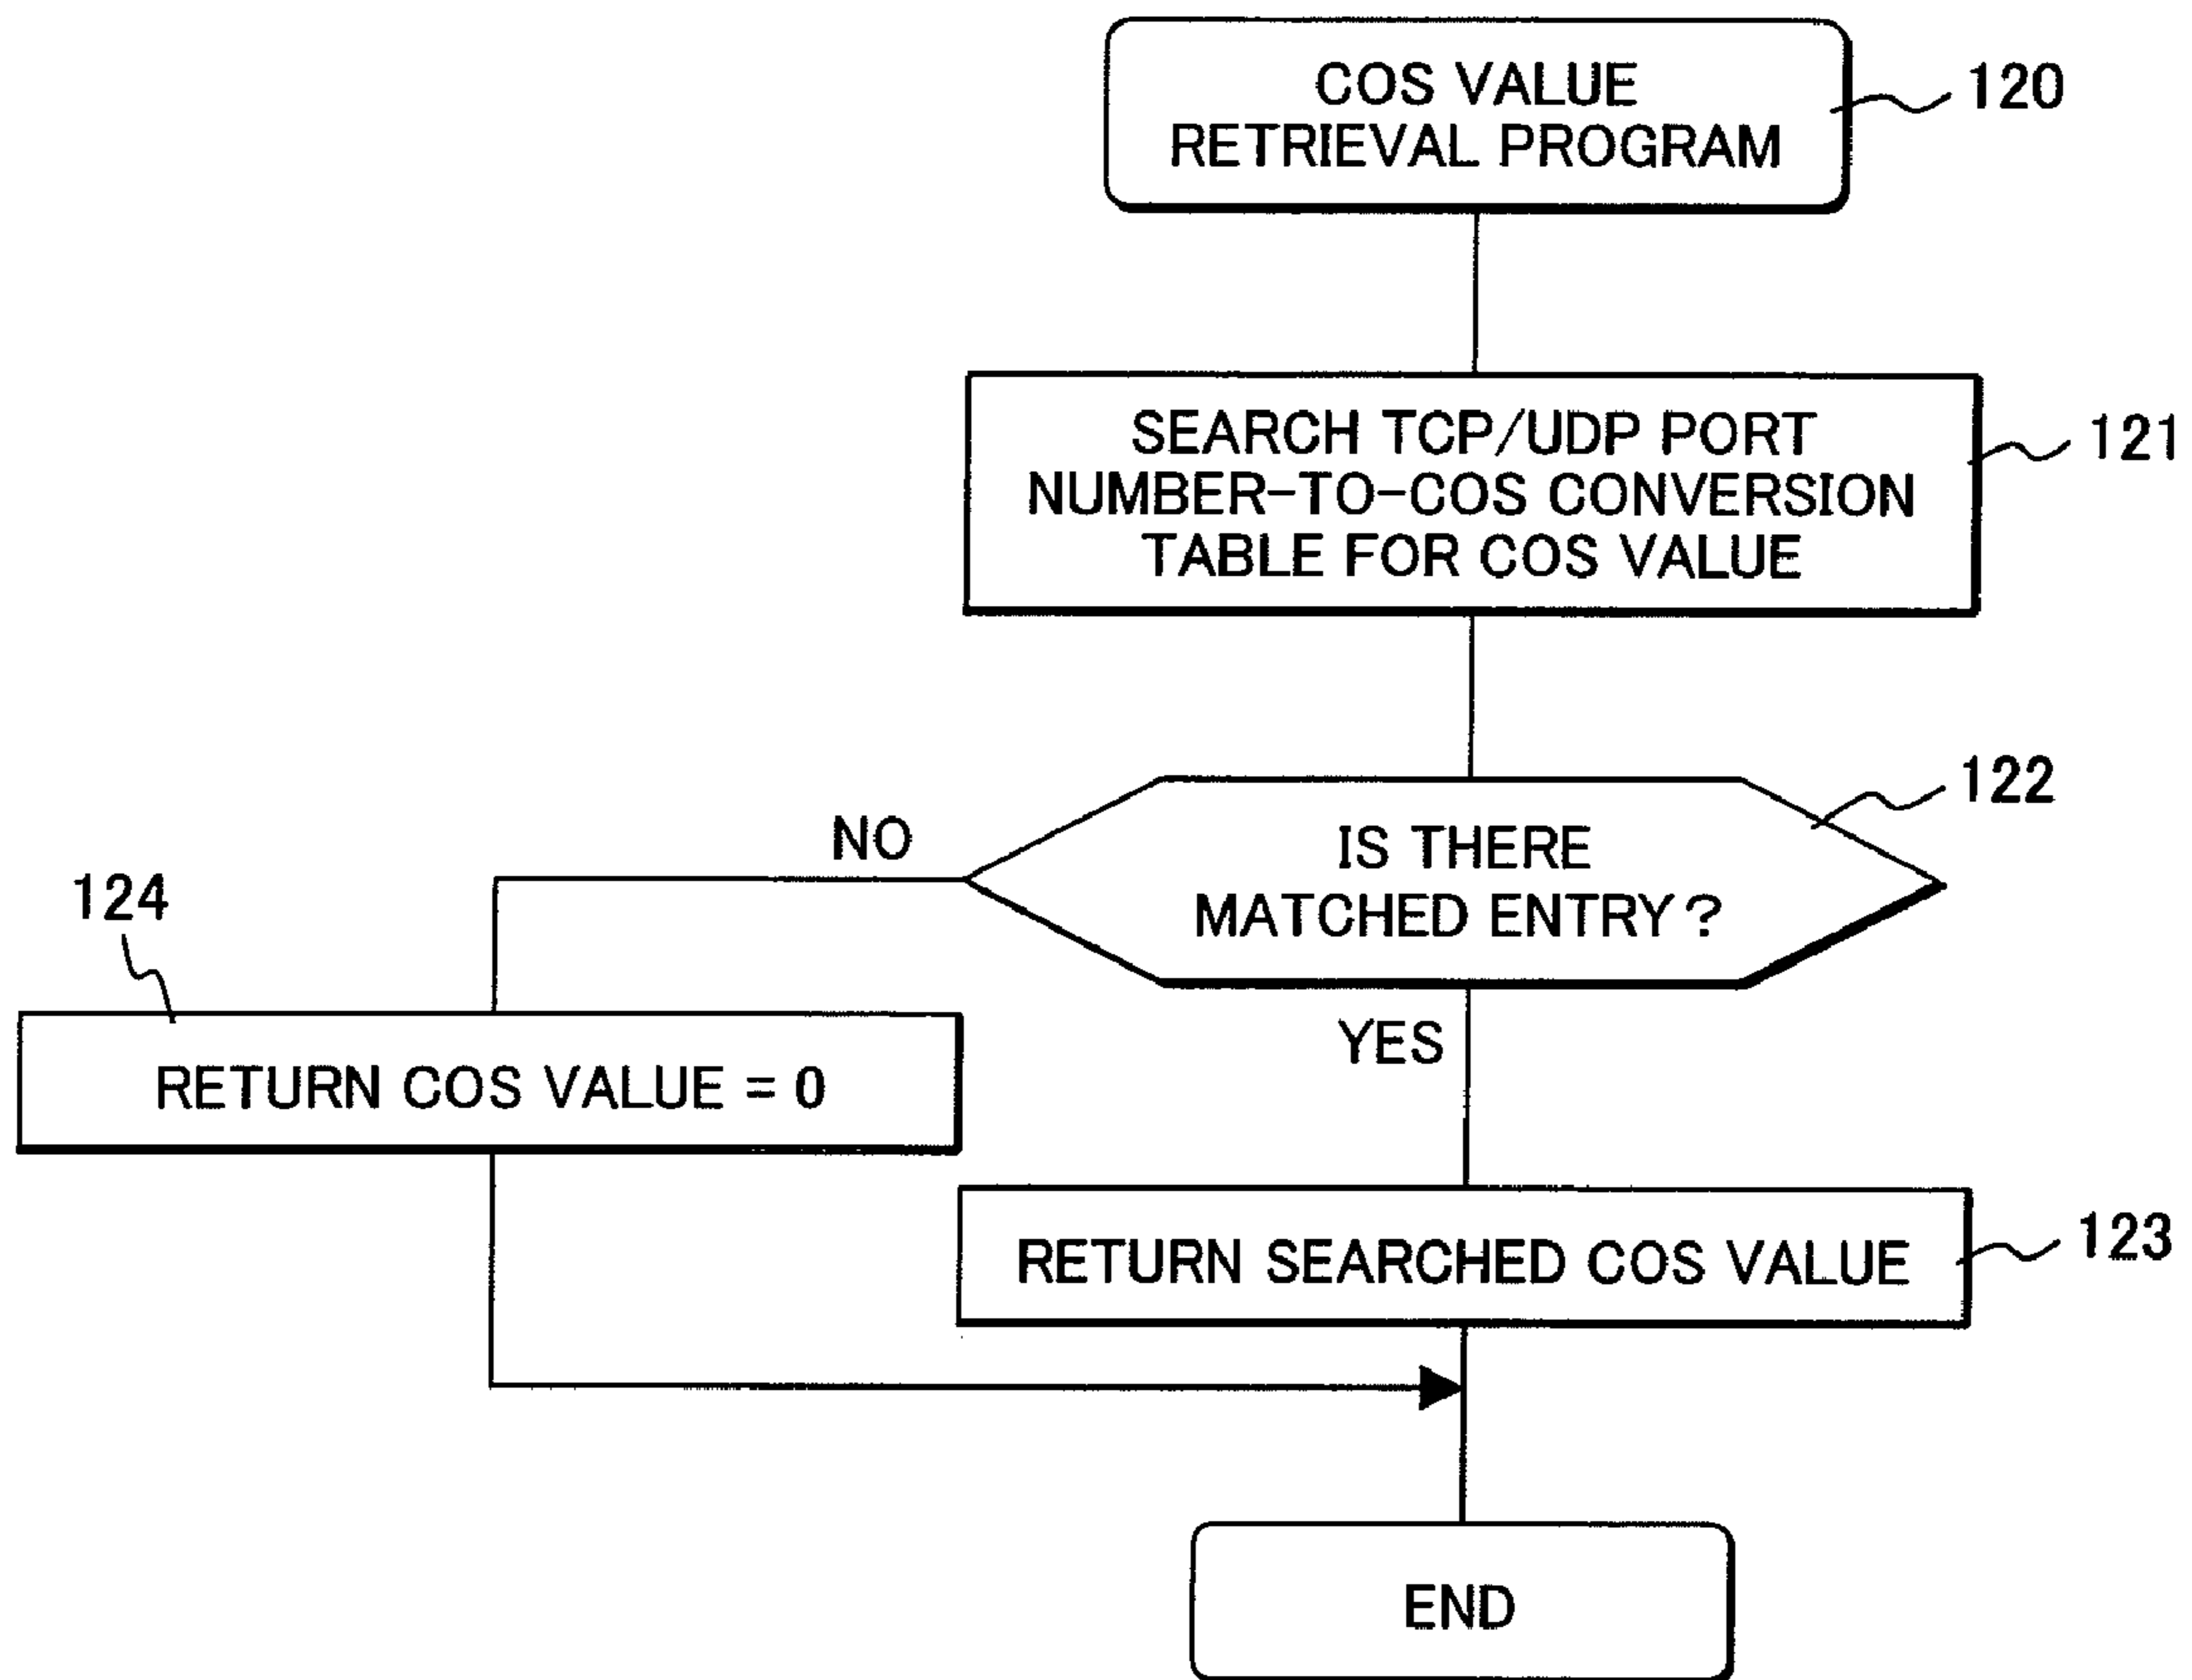 COS VALUE
RETRIEVAL PROGRAM
120
SEARCH TCP/UDP PORT
NUMBER-TO-COS CONVERSION
TABLE FOR COS VALUE
121
IS THERE
MATCHED ENTRY?
122
NO
YES
124
RETURN COS VALUE = 0
RETURN SEARCHED COS VALUE
123
END